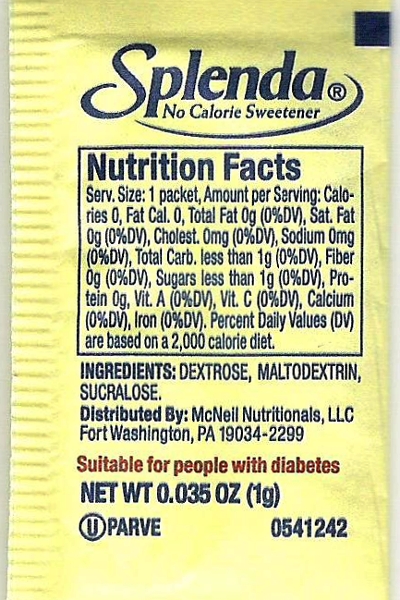 Splenda®
No Calorie Sweetener
Nutrition Facts
Serv. Size: 1 packet, Amount per Serving: Calo-
ries 0, Fat Cal. 0, Total Fat 0g (0%DV), Sat. Fat
0g (0%DV), Cholest. 0mg (0%DV), Sodium 0mg
(0%DV), Total Carb. less than 1g (0%DV), Fiber
0g (0%DV), Sugars less than 1g (0%DV), Pro-
tein 0g, Vit. A (0%DV), Vit. C (0%DV), Calcium
(0%DV), Iron (0%DV). Percent Daily Values (DV)
are based on a 2,000 calorie diet.
INGREDIENTS: DEXTROSE, MALTODEXTRIN,
SUCRALOSE.
Distributed By: McNeil Nutritionals, LLC
Fort Washington, PA 19034-2299
Suitable for people with diabetes
NET WT 0.035 OZ (1g)
Ⓤ PARVE 0541242